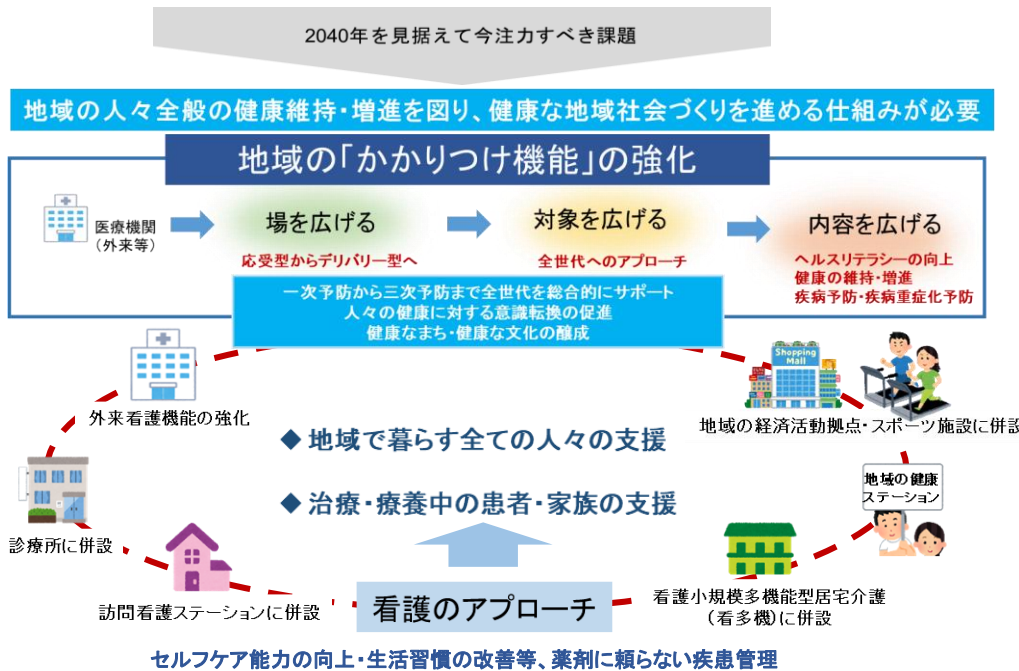 2040年を見据えて今注力すべき課題
地域の人々全般の健康維持・増進を図り、健康な地域社会づくりを進める仕組みが必要
地域の「かかりつけ機能」の強化
医療機関
（外来等）
場を広げる
応受型からデリバリー型へ
対象を広げる
全世代へのアプローチ
内容を広げる
ヘルスリテラシーの向上
健康の維持・増進
疾病予防・疾病重症化予防
一次予防から三次予防まで全世代を総合的にサポート
人々の健康に対する意識転換の促進
健康なまち・健康な文化の醸成
外来看護機能の強化
Shopping
Mall
地域の経済活動拠点・スポーツ施設に併設
◆ 地域で暮らす全ての人々の支援
◆ 治療・療養中の患者・家族の支援
地域の健康
ステーション
診療所に併設
訪問看護ステーションに併設
看護小規模多機能型居宅介護
（看多機）に併設
看護のアプローチ
セルフケア能力の向上・生活習慣の改善等、薬剤に頼らない疾患管理